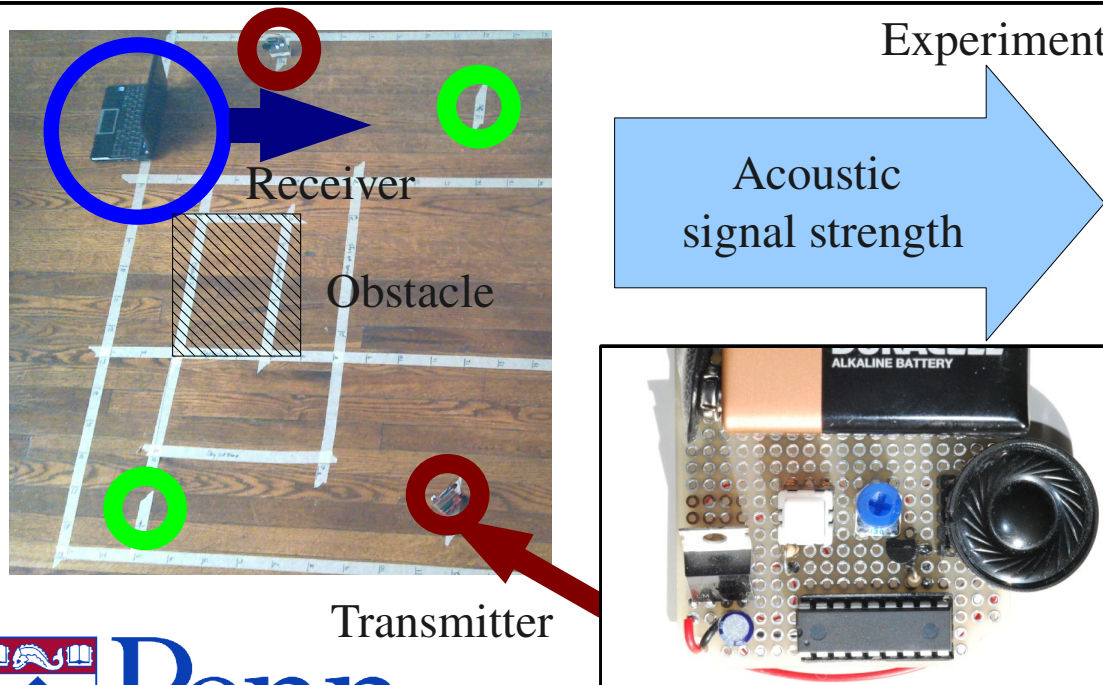 Experiment
Receiver
Acoustic
signal strength
Obstacle
DURACELL
ALKALINE BATTERY
Transmitter
Penn